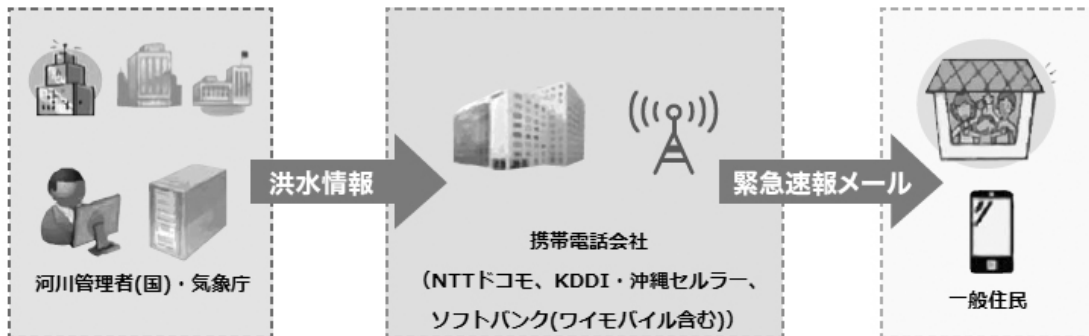 洪水情報
緊急速報メール
河川管理者(国)・気象庁
携帯電話会社
（NTTドコモ、KDDI・沖縄セルラー、
ソフトバンク(ワイモバイル含む)）
一般住民